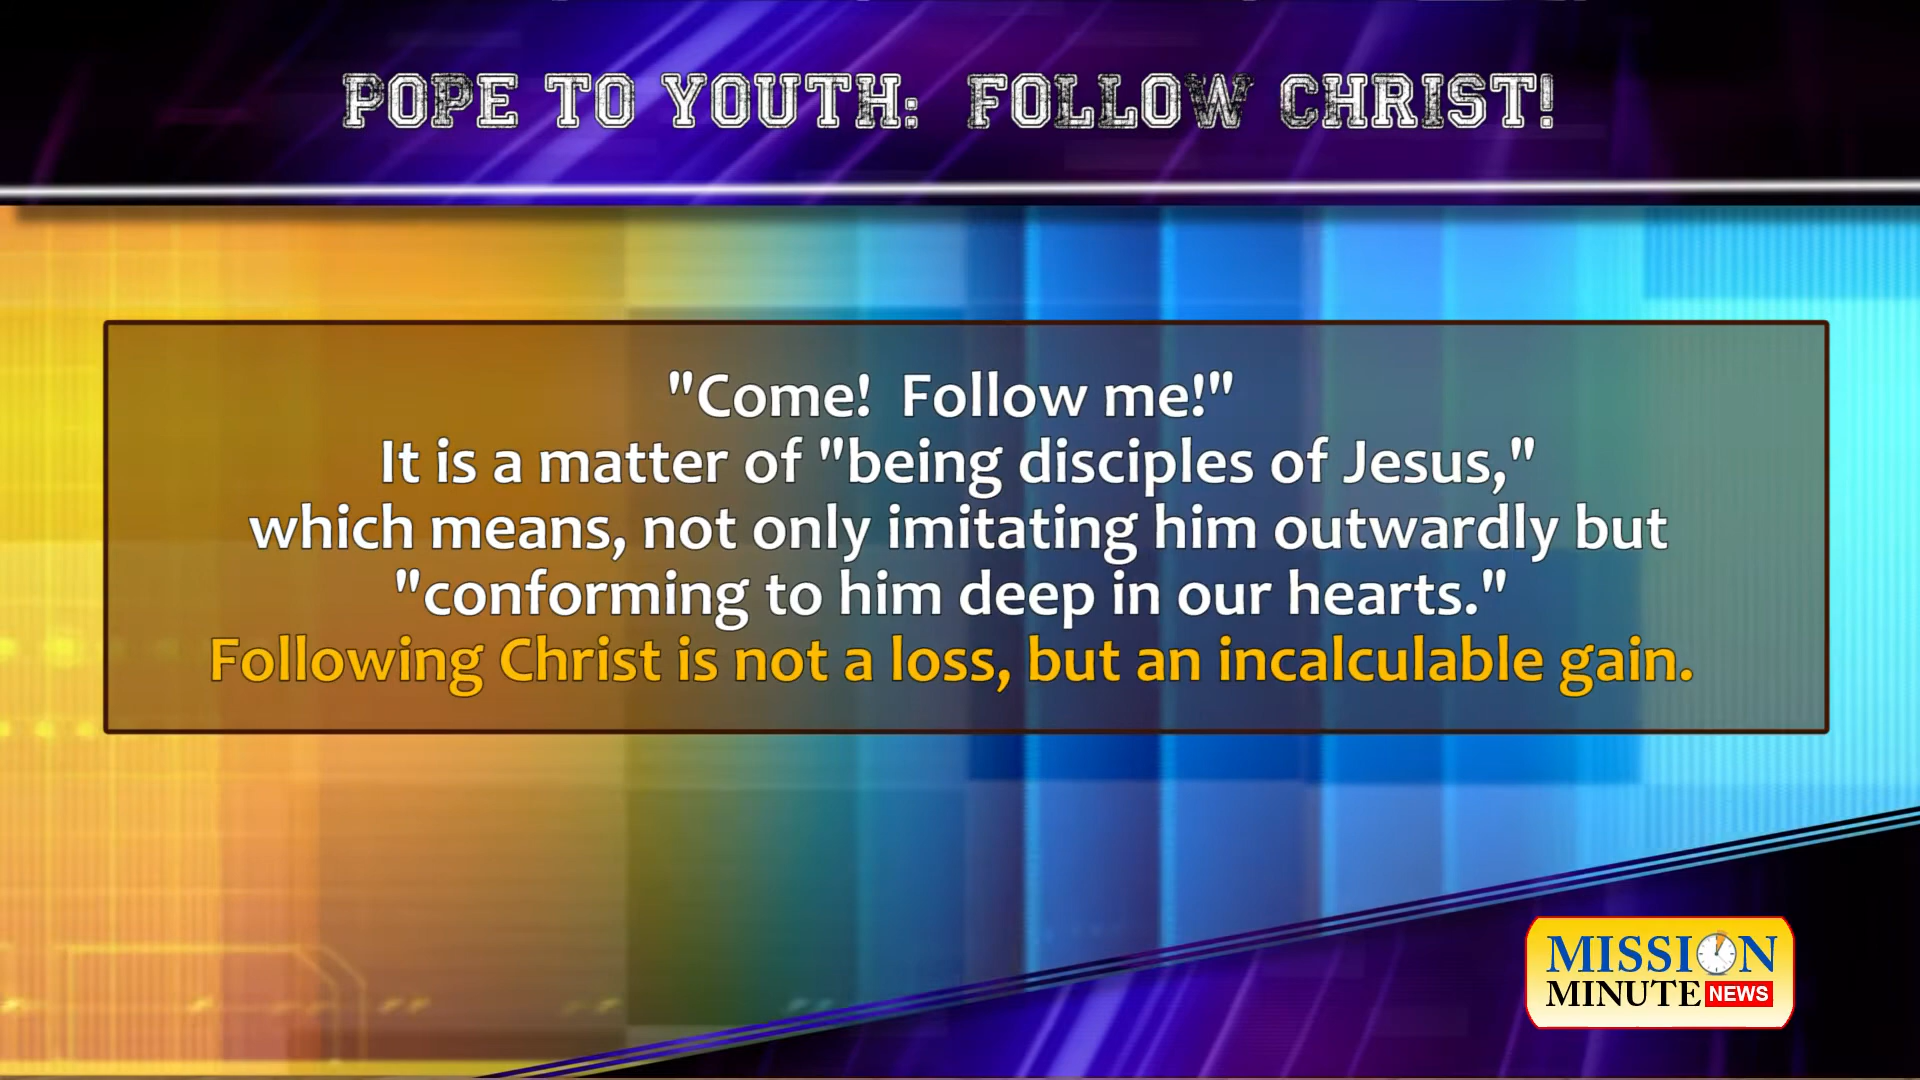 POPE TO YOUTH:  FOLLOW CHRIST!
"Come!  Follow me!"
It is a matter of "being disciples of Jesus,"
which means, not only imitating him outwardly but
"conforming to him deep in our hearts."
Following Christ is not a loss, but an incalculable gain.
MISSION
MINUTE NEWS